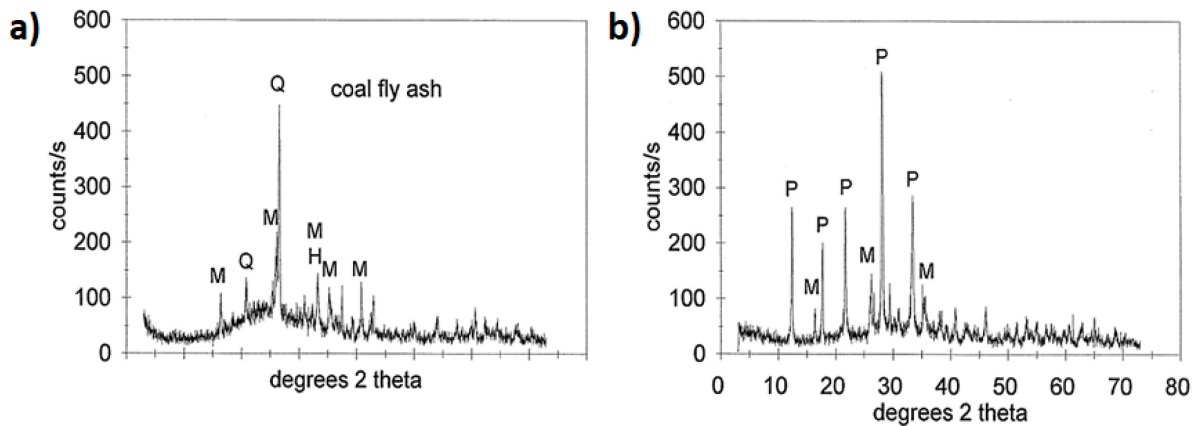 a)
600
500
400
300
200
100
0
counts/s
degrees 2 theta
coal fly ash
M
Q
M
Q
M
H
M
M
b)
600
500
400
300
200
100
0
counts/s
P
M
P
P
M
P
P
M
0 10 20 30 40 50 60 70 80
degrees 2 theta